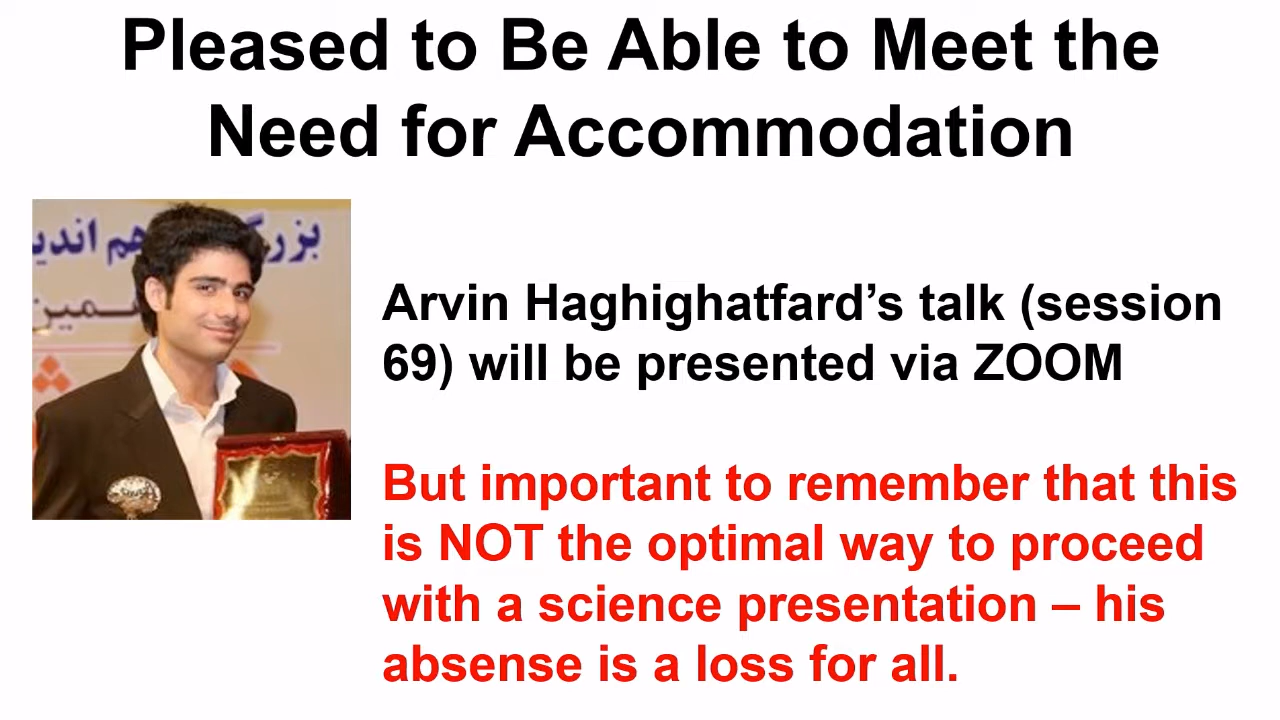 Pleased to Be Able to Meet the
Need for Accommodation
هم اندی
Arvin Haghighatfard’s talk (session
69) will be presented via ZOOM
But important to remember that this
is NOT the optimal way to proceed
with a science presentation – his
absense is a loss for all.